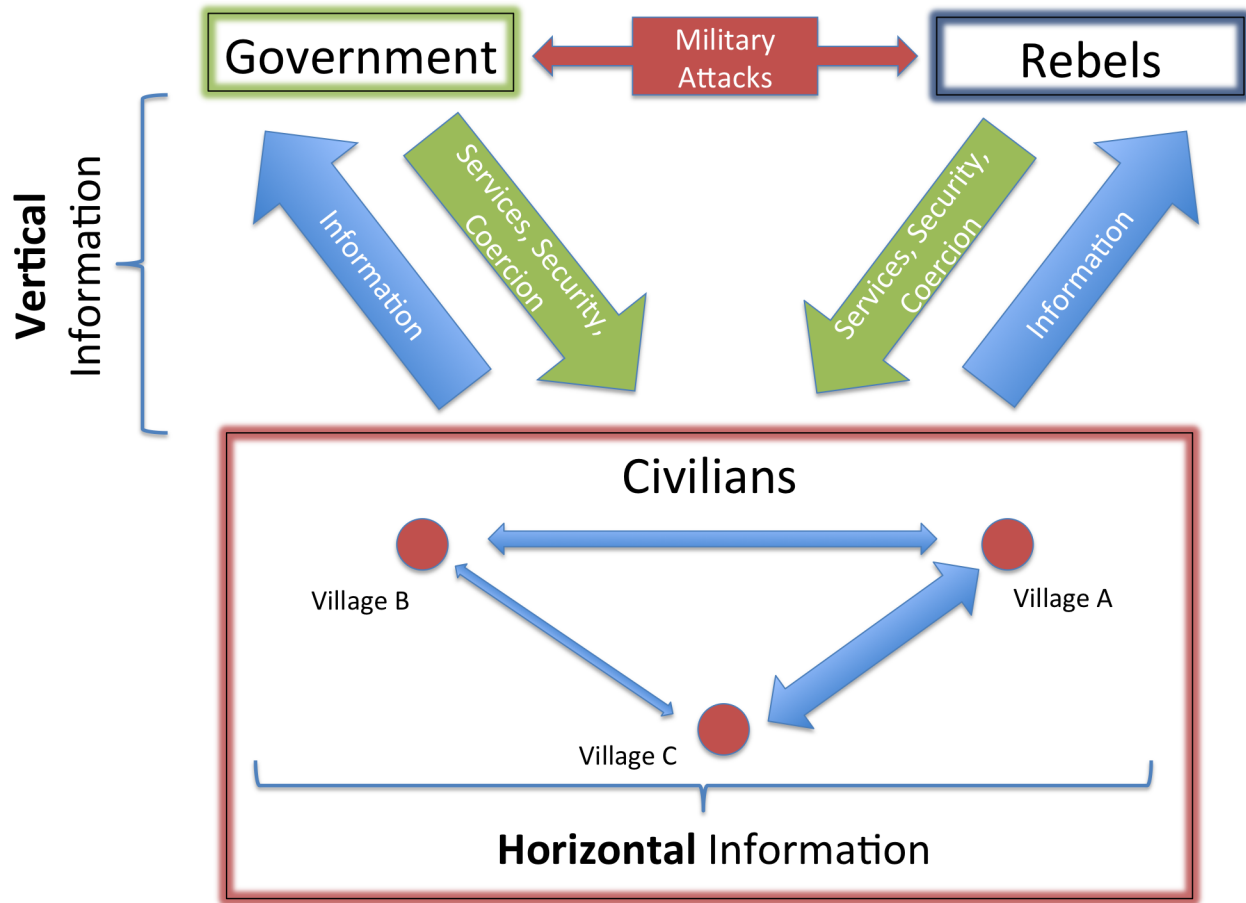 Government
Military
Attacks
Rebels
Vertical
Information
Information
Services, Security,
Coercion
Services, Security,
Coercion
Information
Civilians
Village B
Village A
Village C
Horizontal Information